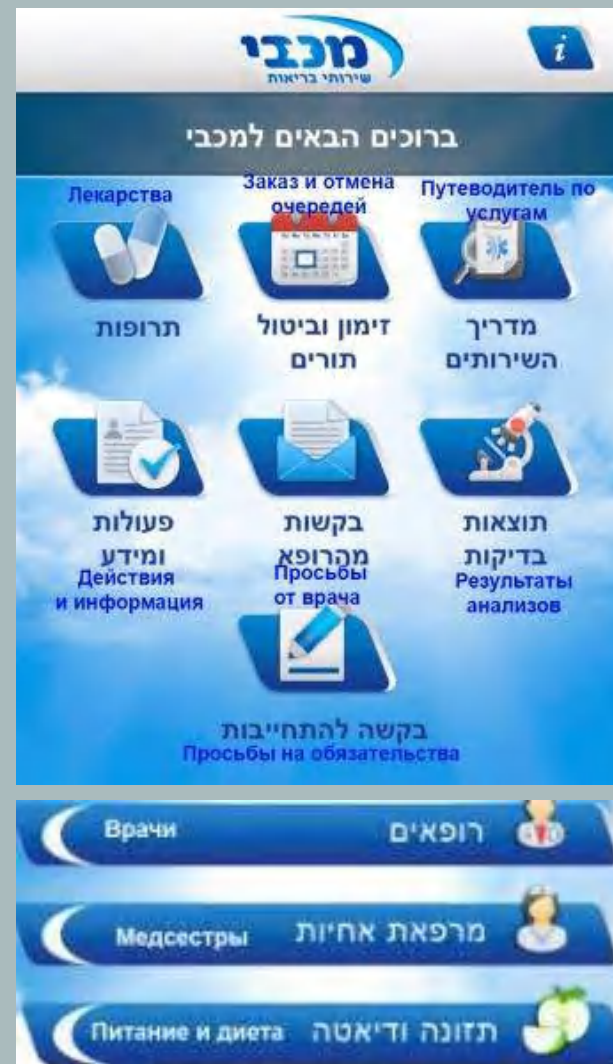 מכבי
שירותי בריאות
i
ברוכים הבאים למכבי
Лекарства
Заказ и отмена
очередей
Путеводитель по
услугам
תרופות
זימון וביטול
תורים
מדריך
השירותים
פעולות
ומידע
בקשות
מהרופא
תוצאות
בדיקות
Действия
и информация
Просьбы
от врача
Результаты
анализов
בקשה להתחייבות
Просьбы на обязательства
Врачи
רופאים
Медсестры
מרפאת אחיות
Питание и диета
תזונה ודיאטה